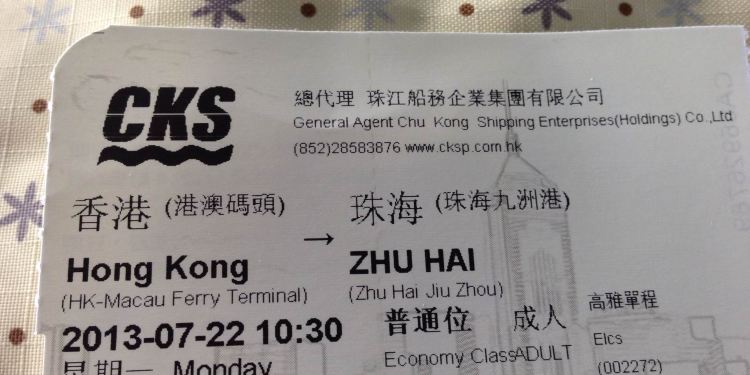 CKS
總代理 珠江船務企業集團有限公司
General Agent Chu Kong Shipping Enterprises(Holdings) Co.,Ltd
(852)28583876 www.cksp.com.hk
香港 (港澳碼頭) → 珠海 (珠海九洲港)
Hong Kong ZHU HAI
(HK-Macau Ferry Terminal) (Zhu Hai Jiu Zhou)
2013-07-22 10:30 普通位 成人 高雅單程
星期一 Monday Economy ClassADULT Elcs
(002272)